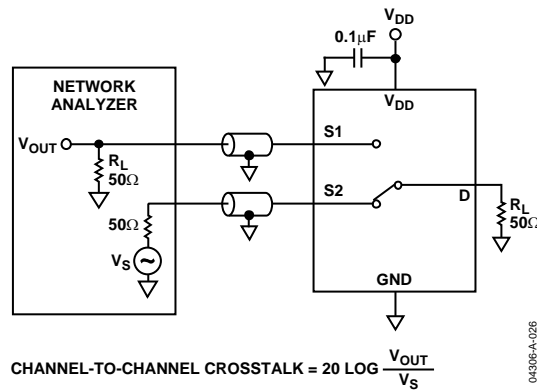 V_DD
0.1μF
NETWORK
ANALYZER
V_DD
V_OUT
S1
R_L
50Ω
S2
50Ω
D
R_L
50Ω
V_S
GND
CHANNEL-TO-CHANNEL CROSSTALK = 20 LOG V_OUT / V_S
04306-A-026